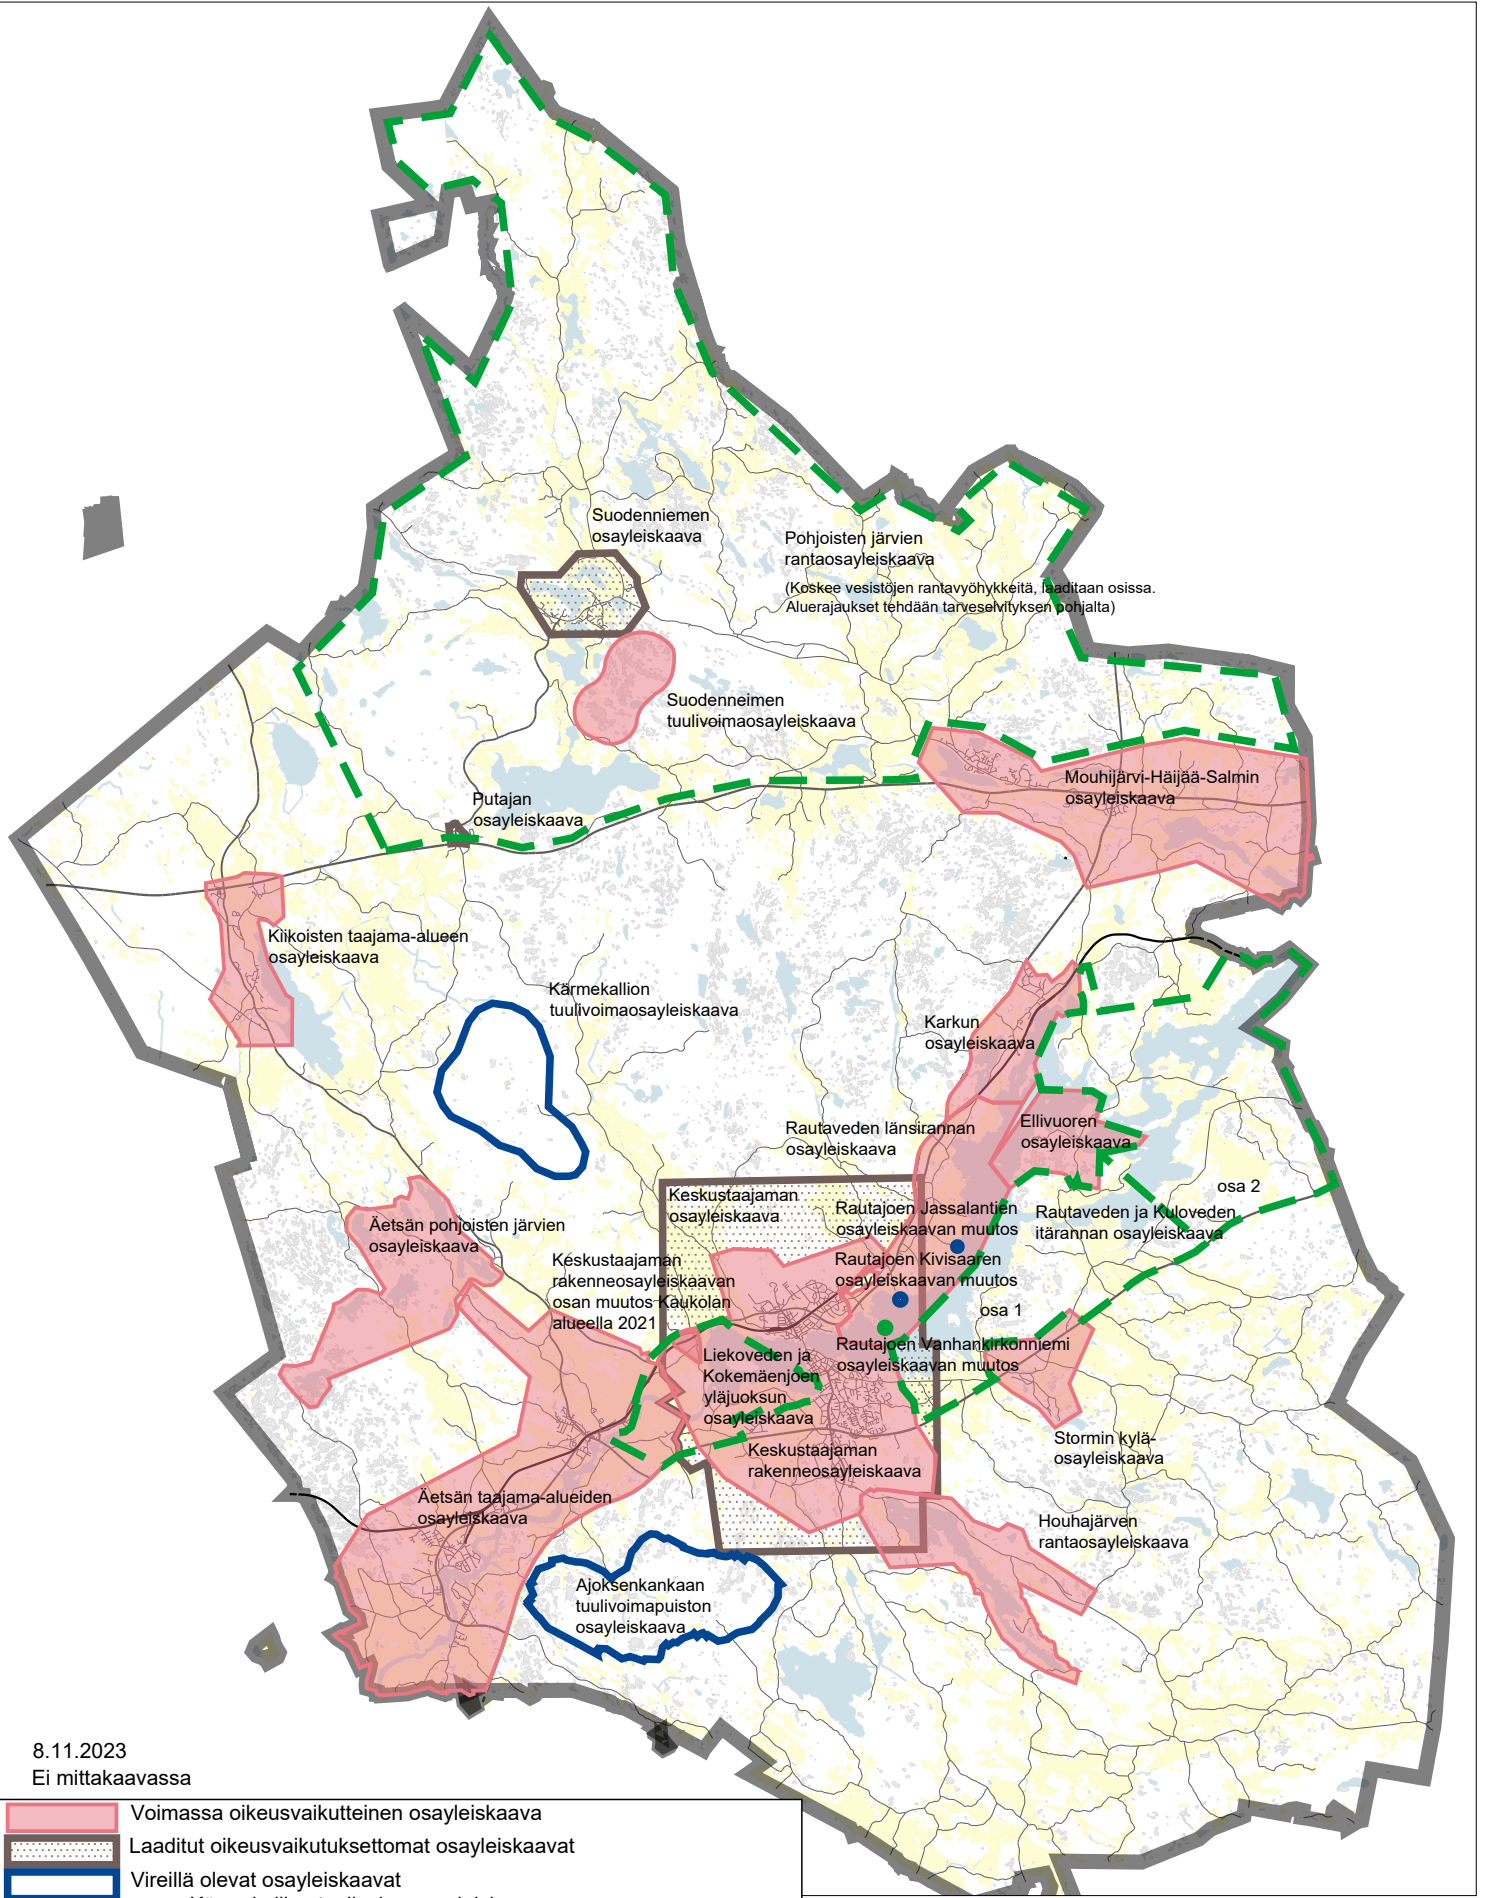 Suodenniemen
osayleiskaava
Pohjoisten järvien
rantaosayleiskaava
(Koskee vesistöjen rantavyöhykkeitä, laaditaan osissa.
Aluerajaukset tehdään tarveselvityksen pohjalta)
Suodenneimen
tuulivoimaosayleiskaava
Mouhijärvi-Häijää-Salmin
osayleiskaava
Putajan
osayleiskaava
Kiikoisten taajama-alueen
osayleiskaava
Kärmekallion
tuulivoimaosayleiskaava
Karkun
osayleiskaava
Rautaveden länsirannan
osayleiskaava
Ellivuoren
osayleiskaava
Keskustaajaman
osayleiskaava
Rautajoen Jassalantien
osayleiskaavan muutos
osa 2
Rautaveden ja Kuloveden
itärannan osayleiskaava
Äetsän pohjoisten järvien
osayleiskaava
Keskustaajaman
rakenneosayleiskaavan
osan muutos Kaukolan
alueella 2021
Rautajoen Kivisaaren
osayleiskaavan muutos
osa 1
Rautajoen Vanhankirkonniemi
osayleiskaavan muutos
Liekoveden ja
Kokemäenjoen
yläjuoksun
osayleiskaava
Keskustaajaman
rakenneosayleiskaava
Stormin kylä-
osayleiskaava
Äetsän taajama-alueiden
osayleiskaava
Houhajärven
rantaosayleiskaava
Ajoksenkankaan
tuulivoimapuiston
osayleiskaava
8.11.2023
Ei mittakaavassa
Voimassa oikeusvaikutteinen osayleiskaava
Laaditut oikeusvaikutuksettomat osayleiskaavat
Vireillä olevat osayleiskaavat